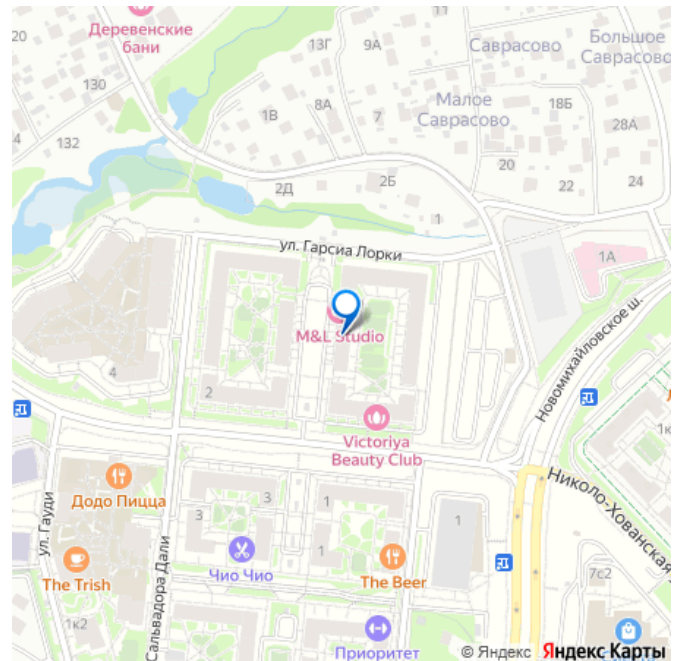 Деревенские
бани
13Г
9А
Саврасово
Большое
Саврасово
130
1В
8А
7
Малое
Саврасово
18Б
28А
132
20
2Д
2Б
22
24
1
ул. Гарсиа Лорки
1А
M&L Studio
Новомихайловское ш.
4
2
Victoriya
Beauty Club
1к
Додо Пицца
ул. Гауди
Сальвадора Дали
3
3
1
1
1
Николо-Хованская
The Trish
Чио Чио
The Beer
7с2
1к2
Приоритет
© Яндекс Яндекс Карты